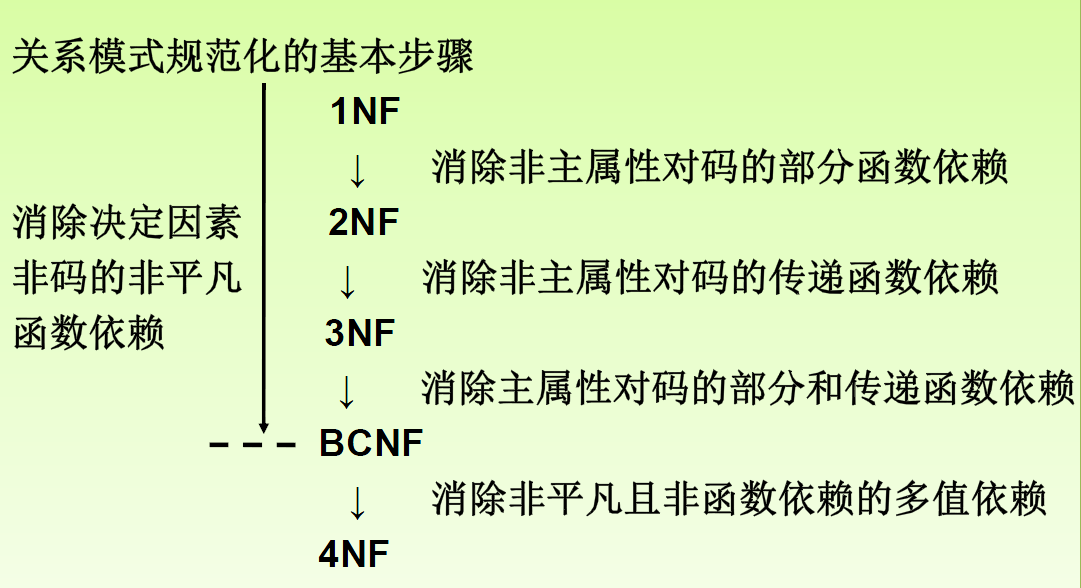 关系模式规范化的基本步骤
1NF
↓ 消除非主属性对码的部分函数依赖
消除决定因素 2NF
非码的非平凡 ↓ 消除非主属性对码的传递函数依赖
函数依赖 3NF
↓ 消除主属性对码的部分和传递函数依赖
BCNF
↓ 消除非平凡且非函数依赖的多值依赖
4NF